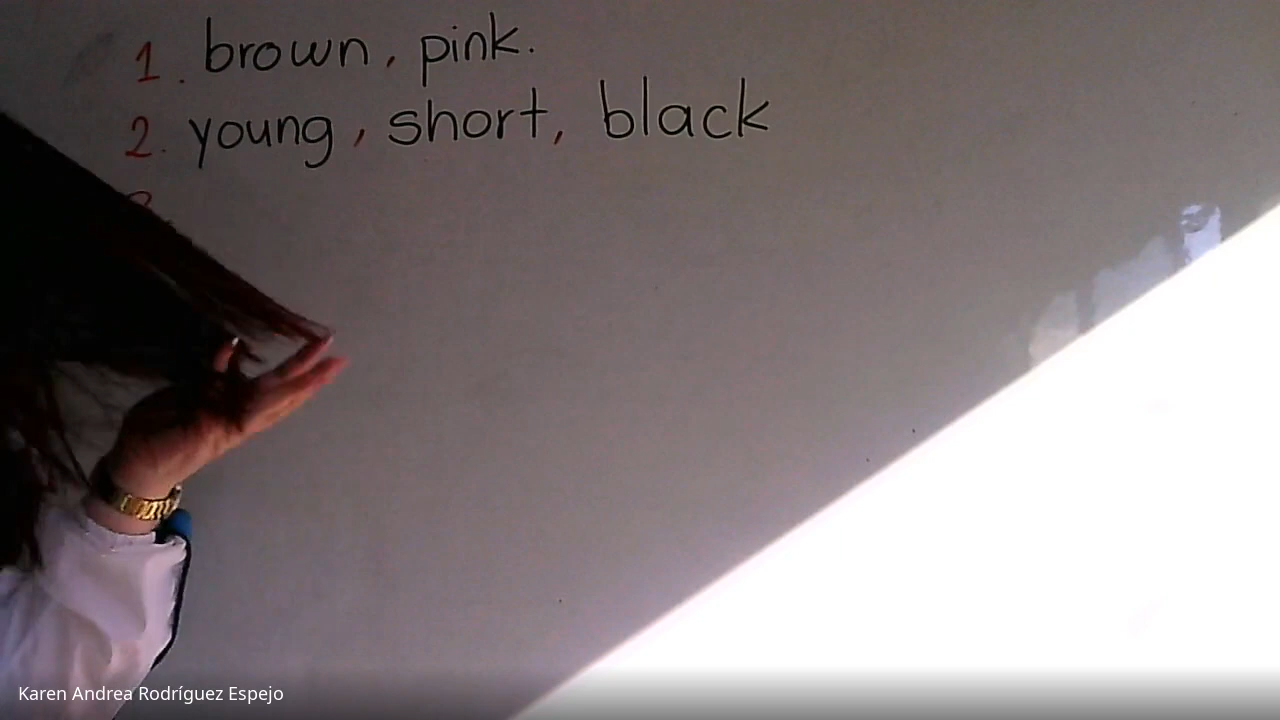 1. brown, pink.
2. young, short, black
Karen Andrea Rodríguez Espejo